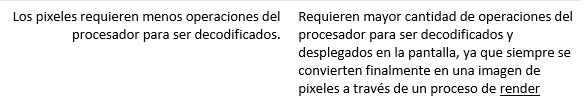 Los pixeles requieren menos operaciones del
procesador para ser decodificados.
Requieren mayor cantidad de operaciones del
procesador para ser decodificados y
desplegados en la pantalla, ya que siempre se
convierten finalmente en una imagen de
pixeles a través de un proceso de render